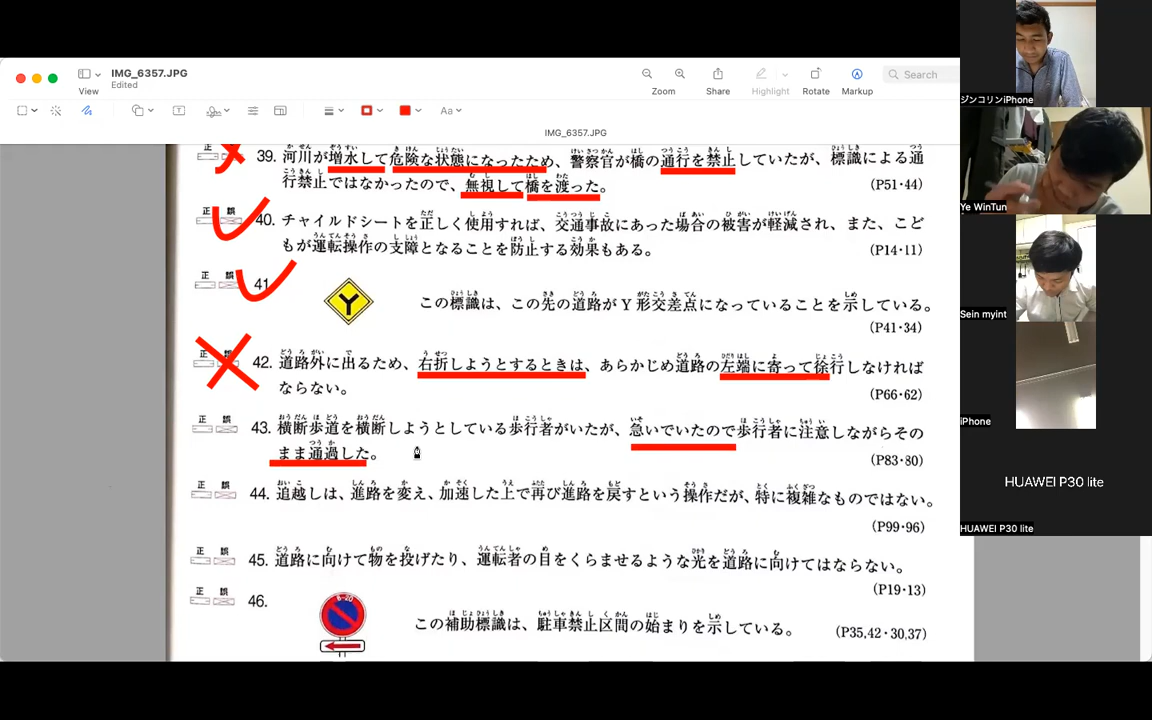 IMG_6357.JPG
Edited
View
Zoom
Share
Highlight
Rotate
Markup
Search
Aa
IMG_6357.JPG
正 誤 39. 河川が増水して危険な状態になったため、警察官が橋の通行を禁止していたが、標識による通
行禁止ではなかったので、無視して橋を渡った。
(P51・44)
正 誤 40. チャイルドシートを正しく使用すれば、交通事故にあった場合の被害が軽減され、また、こど
もが運転操作の支障となることを防止する効果もある。
(P14・11)
正 誤 41
Y
この標識は、この先の道路がY形交差点になっていることを示している。
(P41・34)
正 誤 42. 道路外に出るため、右折しようとするときは、あらかじめ道路の左端に寄って徐行しなければ
ならない。
(P66・62)
正 誤 43. 横断歩道を横断しようとしている歩行者がいたが、急いでいたので歩行者に注意しながらその
まま通過した。
(P83・80)
正 誤 44. 追越しは、進路を変え、加速した上で再び進路を戻すという操作だが、特に複雑なものではない。
(P99・96)
正 誤 45. 道路に向けて物を投げたり、運転者の目をくらませるような光を道路に向けてはならない。
(P19・13)
正 誤 46.
8-20
この補助標識は、駐車禁止区間の始まりを示している。
(P35,42・30,37)
ジンコリンiPhone
Ye WinTun
Sein myint
iPhone
HUAWEI P30 lite
HUAWEI P30 lite